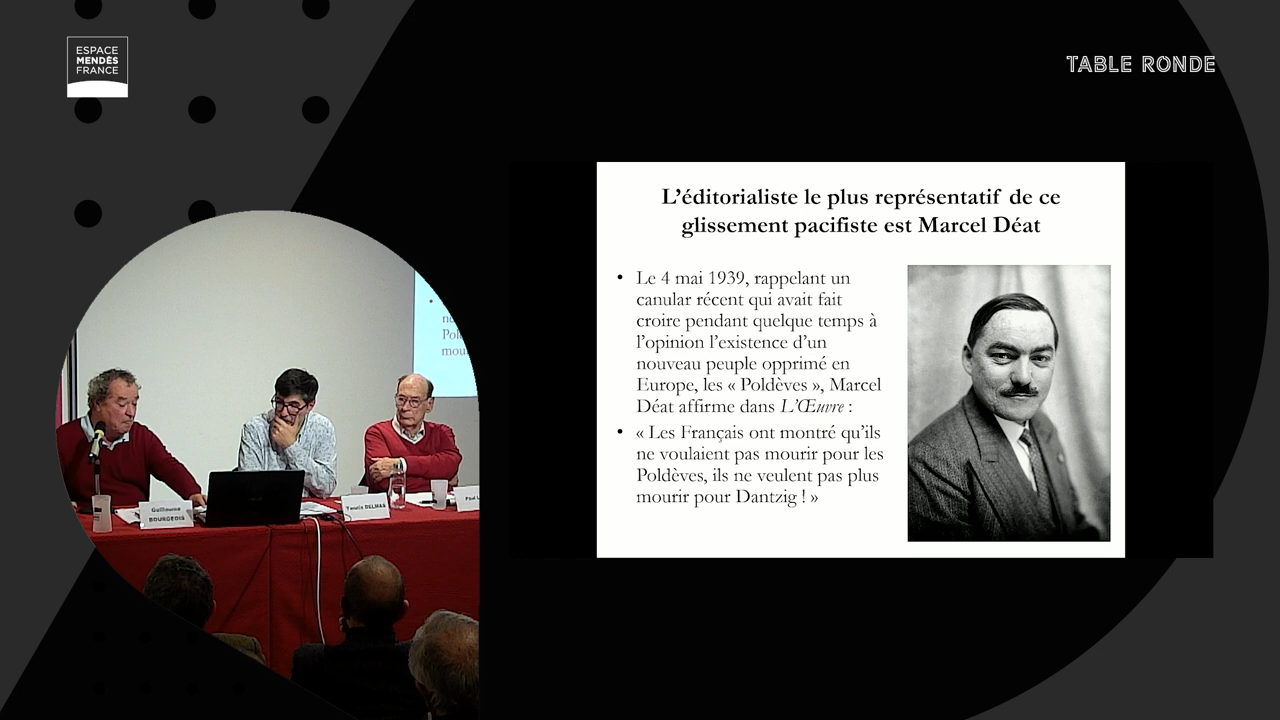 ESPACE
MENDÈS
FRANCE
TABLE RONDE
L'éditorialiste le plus représentatif de ce
glissement pacifiste est Marcel Déat
• Le 4 mai 1939, rappelant un
canular récent qui avait fait
croire pendant quelque temps à
l'opinion l'existence d'un
nouveau peuple opprimé en
Europe, les « Poldèves », Marcel
Déat affirme dans L'Œuvre :
• « Les Français ont montré qu'ils
ne voulaient pas mourir pour les
Poldèves, ils ne veulent pas plus
mourir pour Dantzig ! »
Guillaume
BOURGEOIS
Yannis DELMAS
Paul